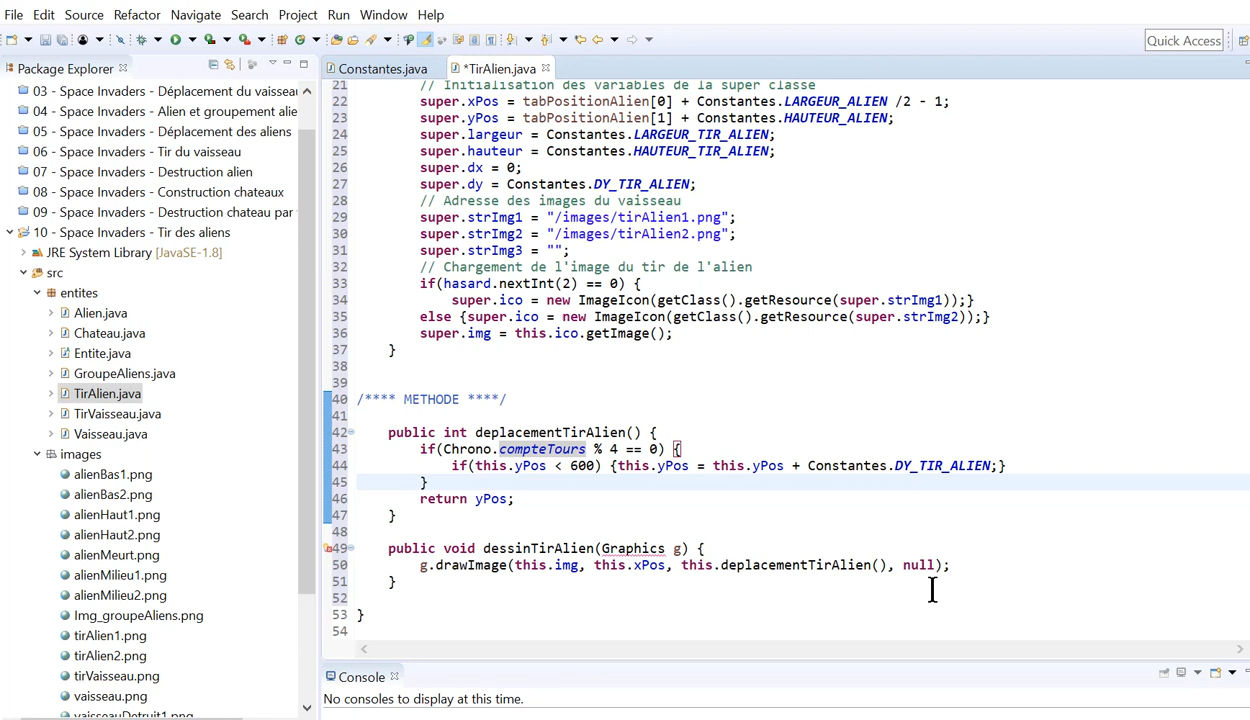 File Edit Source Refactor Navigate Search Project Run Window Help
Quick Access
Package Explorer
03 - Space Invaders - Déplacement du vaisseau
04 - Space Invaders - Alien et groupement alie
05 - Space Invaders - Déplacement des aliens
06 - Space Invaders - Tir du vaisseau
07 - Space Invaders - Destruction alien
08 - Space Invaders - Construction chateaux
09 - Space Invaders - Destruction chateau par
10 - Space Invaders - Tir des aliens
JRE System Library [JavaSE-1.8]
src
entites
Alien.java
Chateau.java
Entite.java
GroupeAliens.java
TirAlien.java
TirVaisseau.java
Vaisseau.java
images
alienBas1.png
alienBas2.png
alienHaut1.png
alienHaut2.png
alienMeurt.png
alienMilieu1.png
alienMilieu2.png
Img_groupeAliens.png
tirAlien1.png
tirAlien2.png
tirVaisseau.png
vaisseau.png
vaisseauDetruit1.png
Constantes.java *TirAlien.java
21 // Initialisation des variables de la super classe
22 super.xPos = tabPositionAlien[0] + Constantes.LARGEUR_ALIEN /2 - 1;
23 super.yPos = tabPositionAlien[1] + Constantes.HAUTEUR_ALIEN;
24 super.largeur = Constantes.LARGEUR_TIR_ALIEN;
25 super.hauteur = Constantes.HAUTEUR_TIR_ALIEN;
26 super.dx = 0;
27 super.dy = Constantes.DY_TIR_ALIEN;
28 // Adresse des images du vaisseau
29 super.strImg1 = "/images/tirAlien1.png";
30 super.strImg2 = "/images/tirAlien2.png";
31 super.strImg3 = "";
32 // Chargement de l'image du tir de l'alien
33 if(hasard.nextInt(2) == 0) {
34 super.ico = new ImageIcon(getClass().getResource(super.strImg1));}
35 else {super.ico = new ImageIcon(getClass().getResource(super.strImg2));}
36 super.img = this.ico.getImage();
37 }
38
39
40 /**** METHODE ****/
41
42 public int deplacementTirAlien() {
43 if(Chrono.compteTours % 4 == 0) {
44 if(this.yPos < 600) {this.yPos = this.yPos + Constantes.DY_TIR_ALIEN;}
45 }
46 return yPos;
47 }
48
49 public void dessinTirAlien(Graphics g) {
50 g.drawImage(this.img, this.xPos, this.deplacementTirAlien(), null);
51 }
52
53 }
54
Console
No consoles to display at this time.